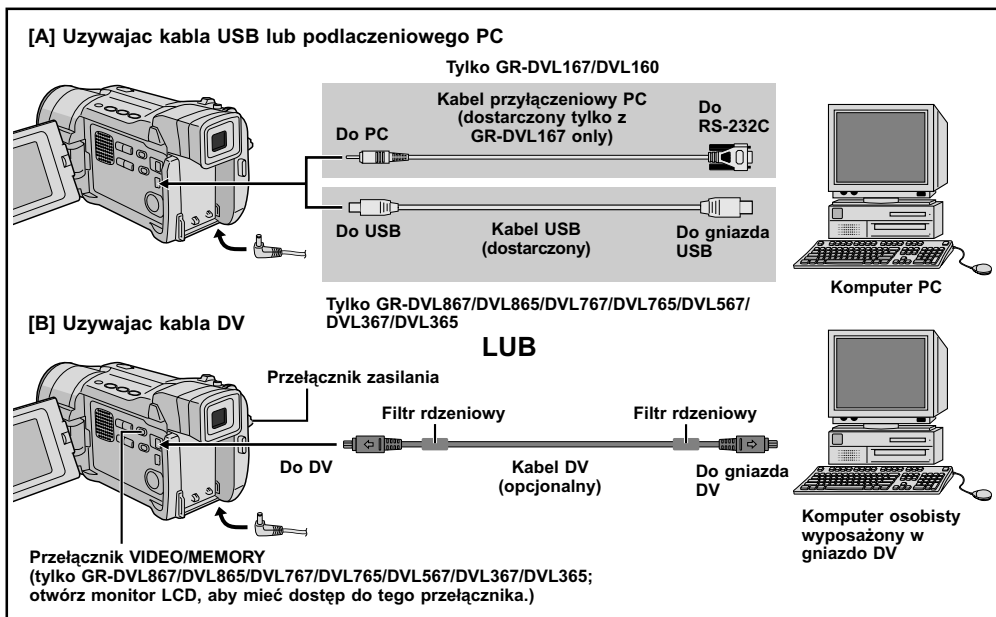 [A] Uzywajac kabla USB lub podlaczeniowego PC
Tylko GR-DVL167/DVL160
Kabel przyłączeniowy PC
(dostarczony tylko z
GR-DVL167 only)
Do PC
Do
RS-232C
Do USB
Kabel USB
(dostarczony)
Do gniazda
USB
Komputer PC
Tylko GR-DVL867/DVL865/DVL767/DVL765/DVL567/
DVL367/DVL365
[B] Uzywajac kabla DV
LUB
Przełącznik zasilania
Filtr rdzeniowy
Filtr rdzeniowy
Do DV
Kabel DV
(opcjonalny)
Do gniazda
DV
Komputer osobisty
wyposażony w
gniazdo DV
Przełącznik VIDEO/MEMORY
(tylko GR-DVL867/DVL865/DVL767/DVL765/DVL567/DVL367/DVL365;
otwórz monitor LCD, aby mieć dostęp do tego przełącznika.)